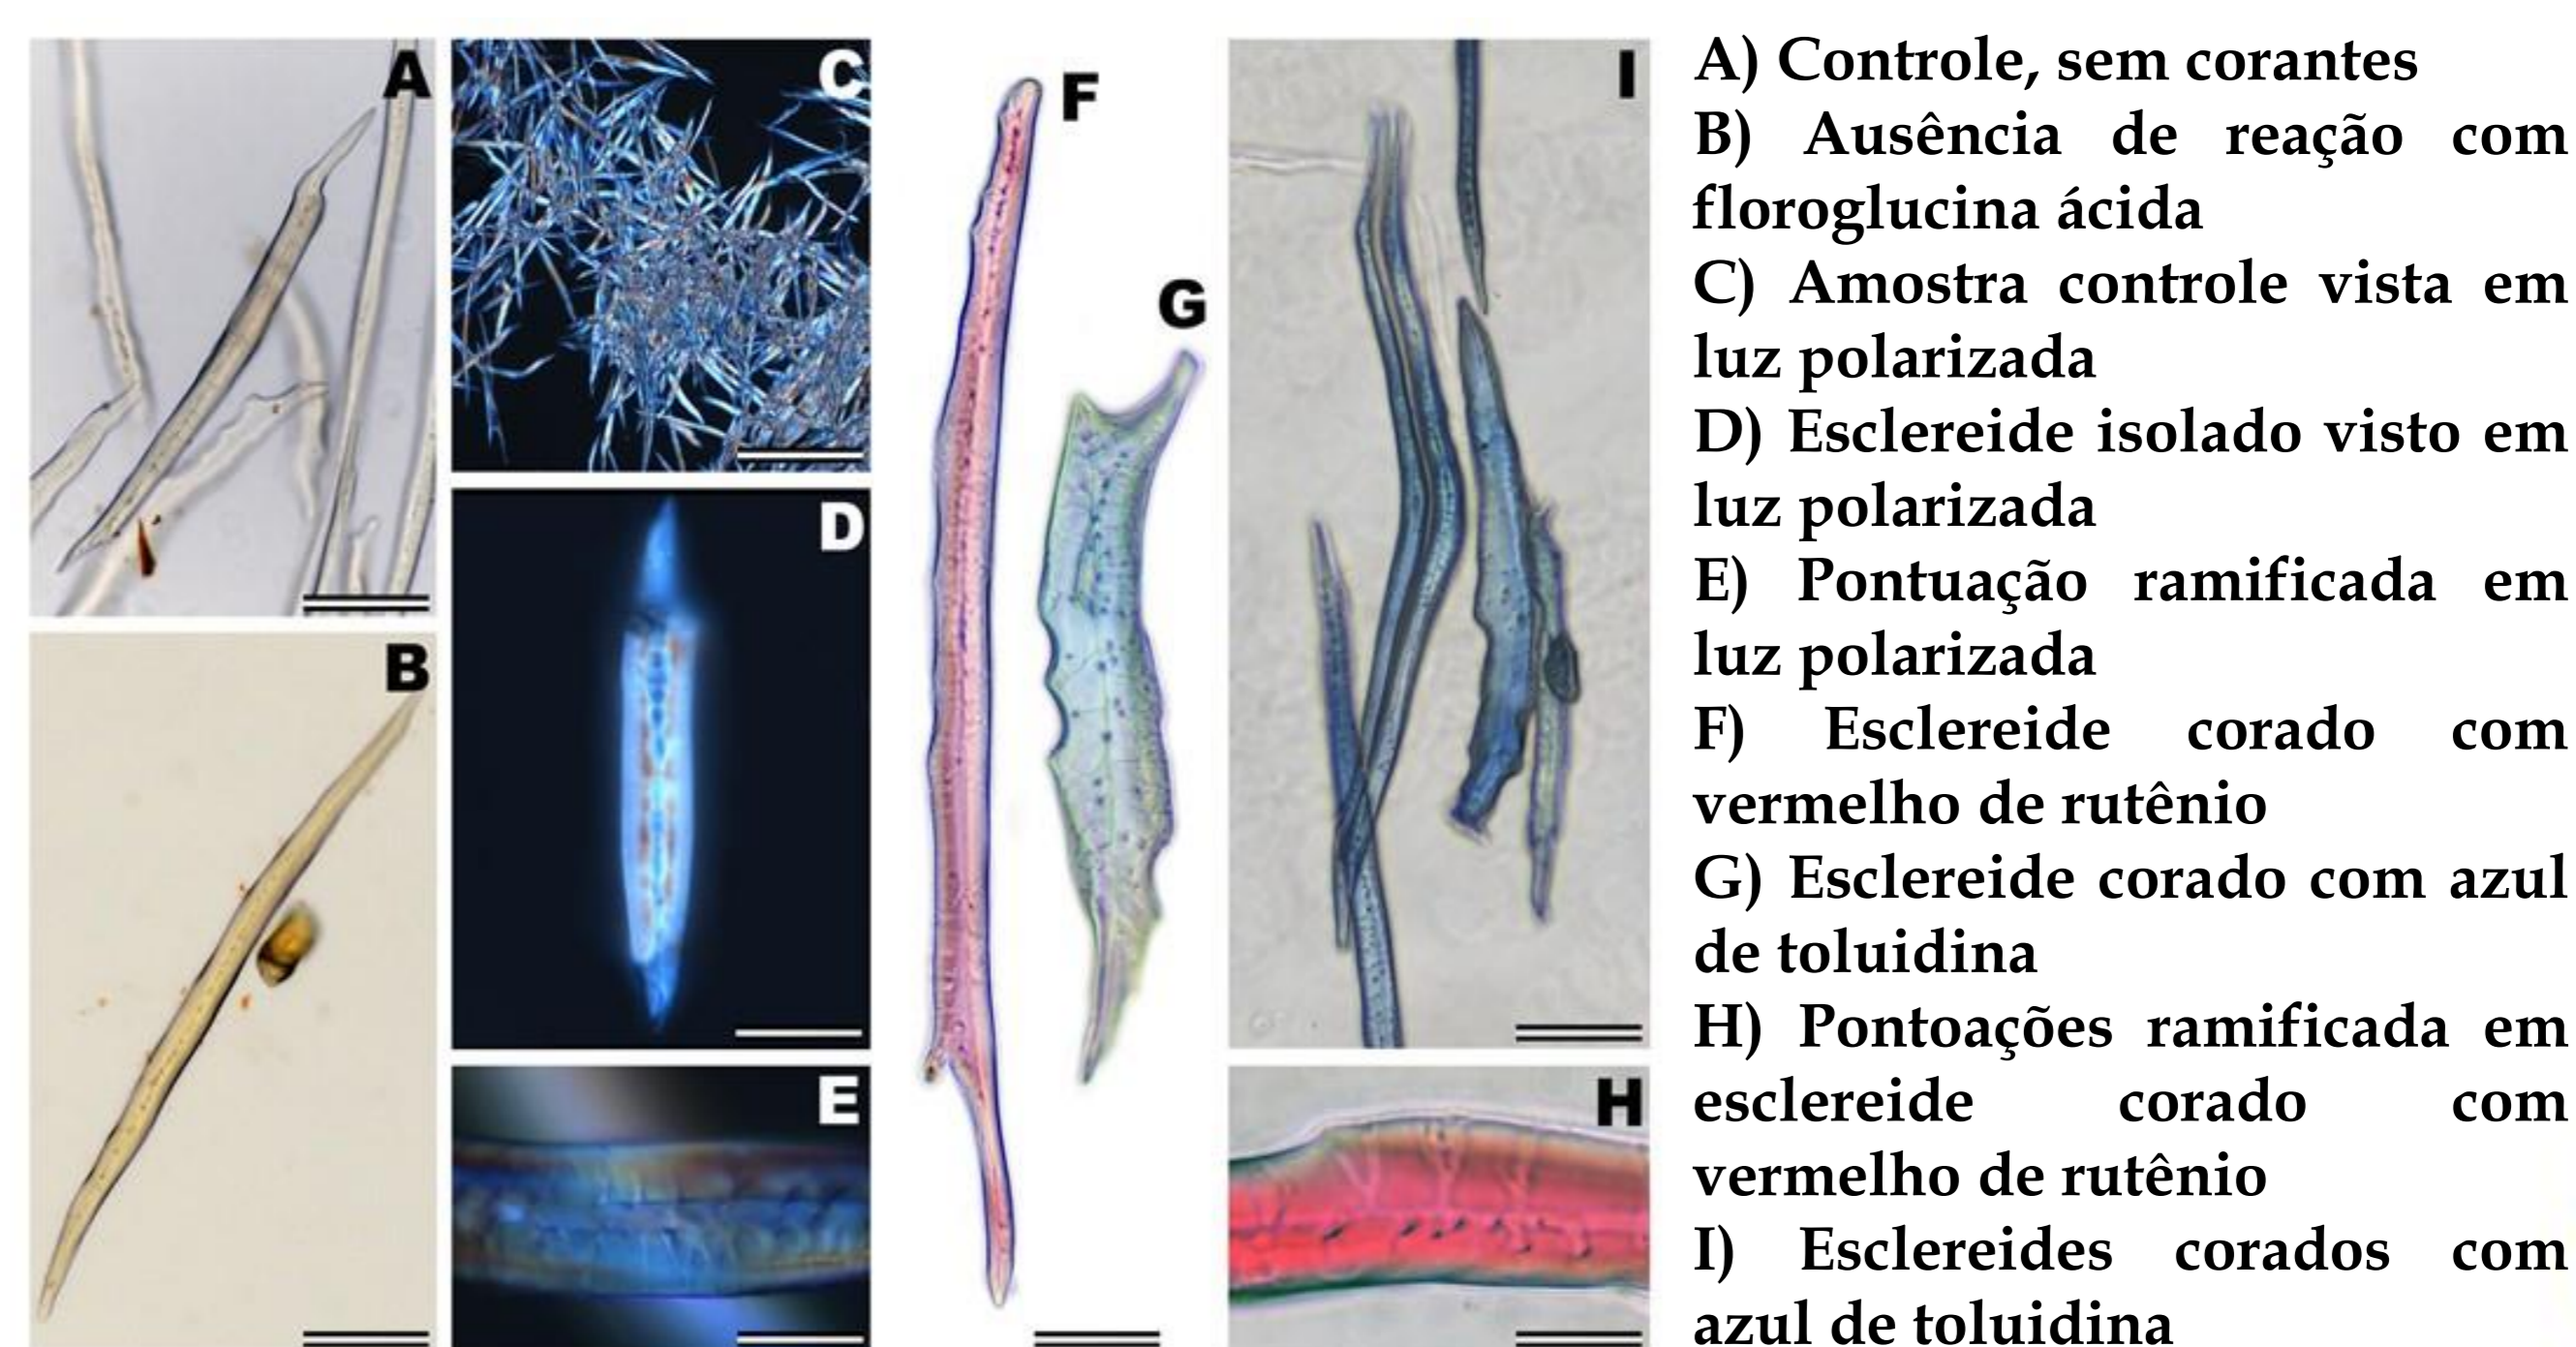 A
B
C
D
E
F
G
I
H
A) Controle, sem corantes
B) Ausência de reação com
floroglucina ácida
C) Amostra controle vista em
luz polarizada
D) Esclereide isolado visto em
luz polarizada
E) Pontuação ramificada em
luz polarizada
F) Esclereide corado com
vermelho de rutênio
G) Esclereide corado com azul
de toluidina
H) Pontoações ramificada em
esclereide corado com
vermelho de rutênio
I) Esclereides corados com
azul de toluidina